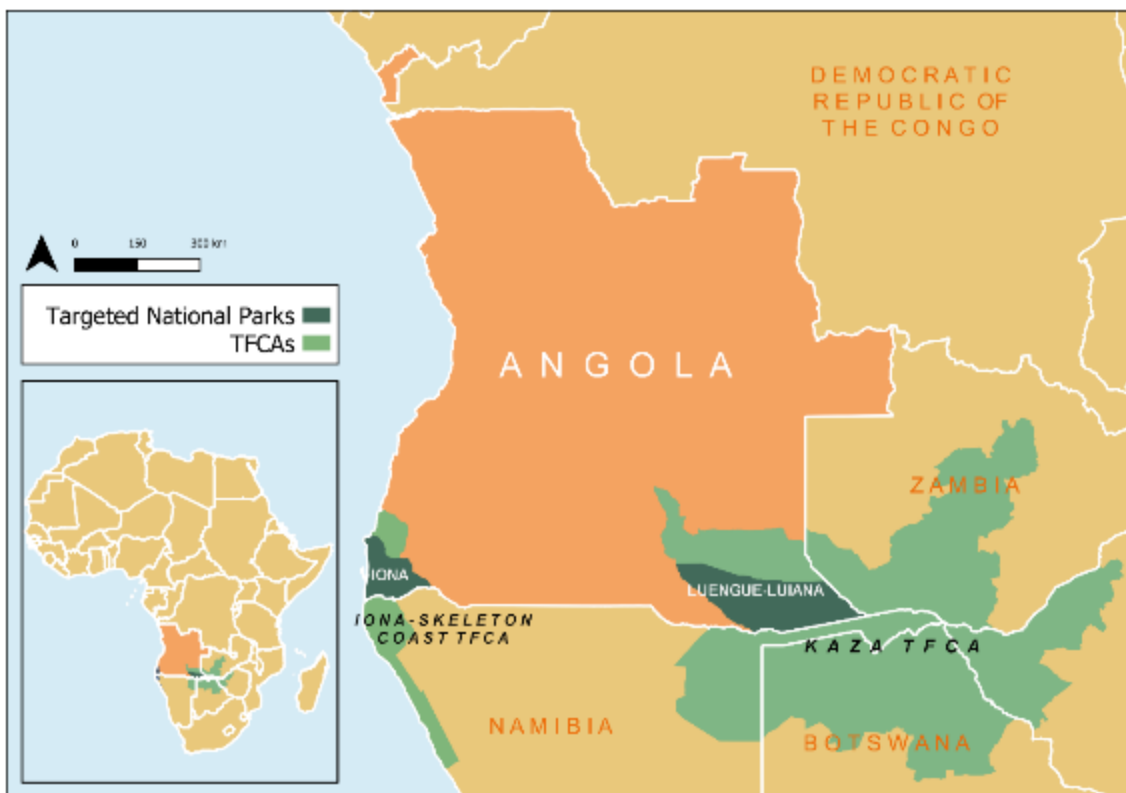 DEMOCRATIC
REPUBLIC OF
THE CONGO
0 150 300 km
Targeted National Parks
TFCAs
ANGOLA
ZAMBIA
IONA
LUENGUE-LUIANA
IONA-SKELETON
COAST TFCA
KAZA TFCA
NAMIBIA
BOTSWANA